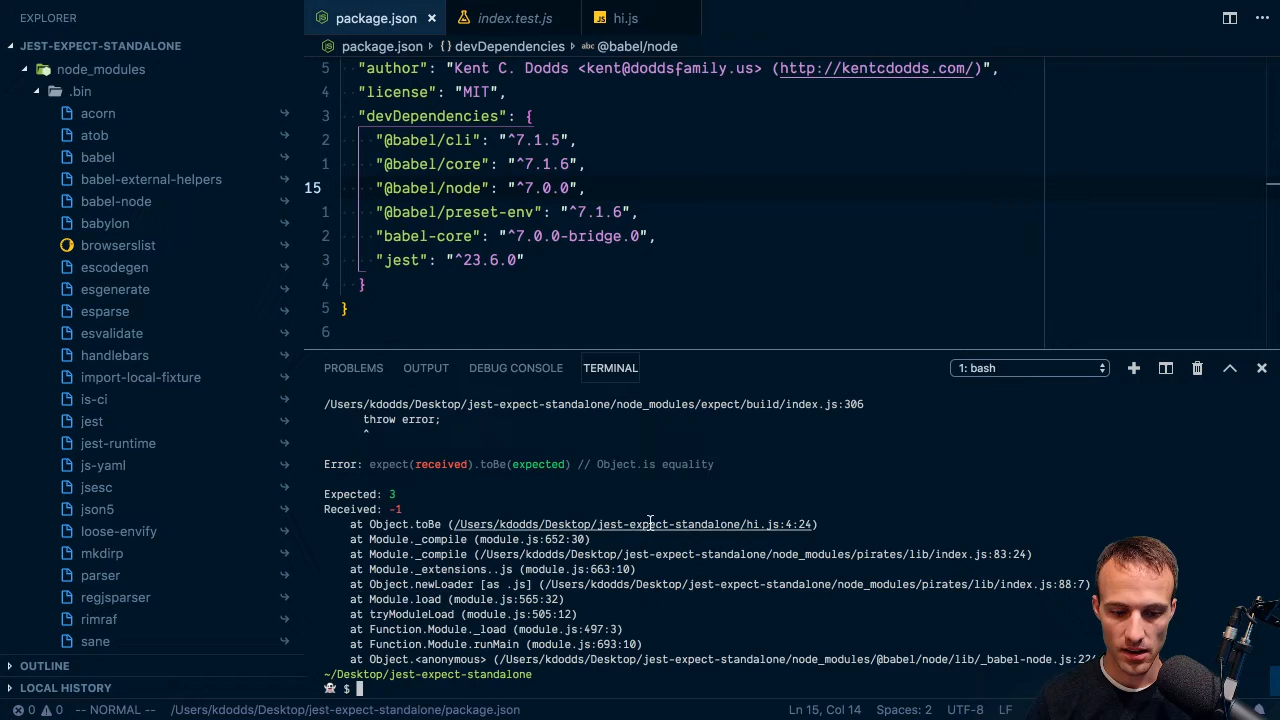 EXPLORER
package.json
index.test.js
hi.js
JEST-EXPECT-STANDALONE
package.json › { } devDependencies › abc @babel/node
node_modules
.bin
acorn
atob
babel
babel-external-helpers
babel-node
babylon
browserslist
escodegen
esgenerate
esparse
esvalidate
handlebars
import-local-fixture
is-ci
jest
jest-runtime
js-yaml
jsesc
json5
loose-envify
mkdirp
parser
regjsparser
rimraf
sane
OUTLINE
LOCAL HISTORY
5 "author": "Kent C. Dodds <kent@doddsfamily.us> (http://kentcdodds.com/)",
4 "license": "MIT",
3 "devDependencies": {
2 "@babel/cli": "^7.1.5",
1 "@babel/core": "^7.1.6",
15 "@babel/node": "^7.0.0",
1 "@babel/preset-env": "^7.1.6",
2 "babel-core": "^7.0.0-bridge.0",
3 "jest": "^23.6.0"
4 }
5 }
6
PROBLEMS OUTPUT DEBUG CONSOLE TERMINAL 1: bash
/Users/kdodds/Desktop/jest-expect-standalone/node_modules/expect/build/index.js:306
throw error;
^
Error: expect(received).toBe(expected) // Object.is equality
Expected: 3
Received: -1
at Object.toBe (/Users/kdodds/Desktop/jest-expect-standalone/hi.js:4:24)
at Module._compile (module.js:652:30)
at Module._compile (/Users/kdodds/Desktop/jest-expect-standalone/node_modules/pirates/lib/index.js:83:24)
at Module._extensions..js (module.js:663:10)
at Object.newLoader [as .js] (/Users/kdodds/Desktop/jest-expect-standalone/node_modules/pirates/lib/index.js:88:7)
at Module.load (module.js:565:32)
at tryModuleLoad (module.js:505:12)
at Function.Module._load (module.js:497:3)
at Function.Module.runMain (module.js:693:10)
at Object.<anonymous> (/Users/kdodds/Desktop/jest-expect-standalone/node_modules/@babel/node/lib/_babel-node.js:22
~/Desktop/jest-expect-standalone
$
0 0 -- NORMAL -- /Users/kdodds/Desktop/jest-expect-standalone/package.json Ln 15, Col 14 Spaces: 2 UTF-8 LF